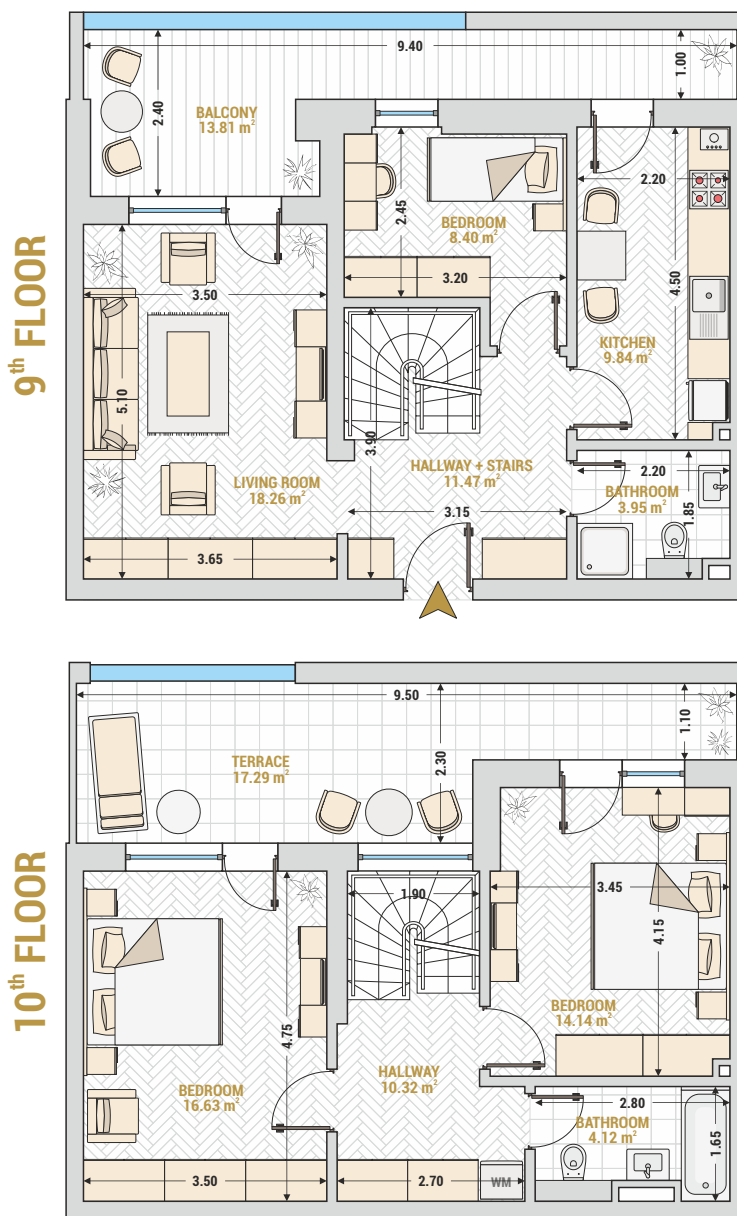 9th FLOOR
9.40
1.00
2.40
BALCONY
13.81 m²
2.20
2.45
BEDROOM
8.40 m²
3.20
3.50
4.50
KITCHEN
9.84 m²
5.10
3.90
LIVING ROOM
18.26 m²
HALLWAY + STAIRS
11.47 m²
2.20
BATHROOM
3.95 m²
1.85
3.15
3.65
10th FLOOR
9.50
1.10
2.30
TERRACE
17.29 m²
1.90
3.45
4.15
BEDROOM
14.14 m²
4.75
HALLWAY
10.32 m²
BEDROOM
16.63 m²
2.80
BATHROOM
4.12 m²
1.65
3.50
2.70
WM